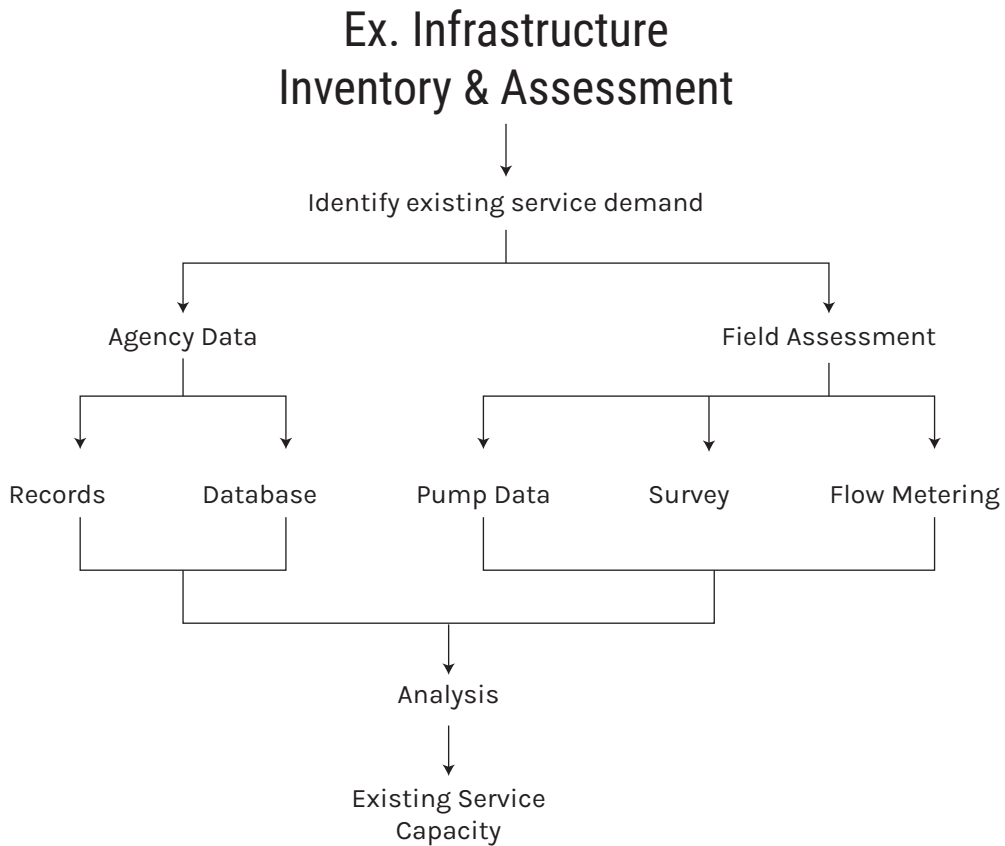 Ex. Infrastructure
Inventory & Assessment
Identify existing service demand
Agency Data
Field Assessment
Records
Database
Pump Data
Survey
Flow Metering
Analysis
Existing Service
Capacity